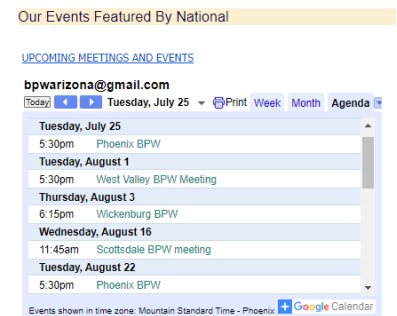 Our Events Featured By National
UPCOMING MEETINGS AND EVENTS
bpwarizona@gmail.com
Today Tuesday, July 25 Print Week Month Agenda
Tuesday, July 25
5:30pm Phoenix BPW
Tuesday, August 1
5:30pm West Valley BPW Meeting
Thursday, August 3
6:15pm Wickenburg BPW
Wednesday, August 16
11:45am Scottsdale BPW meeting
Tuesday, August 22
5:30pm Phoenix BPW
Events shown in time zone: Mountain Standard Time - Phoenix + Google Calendar